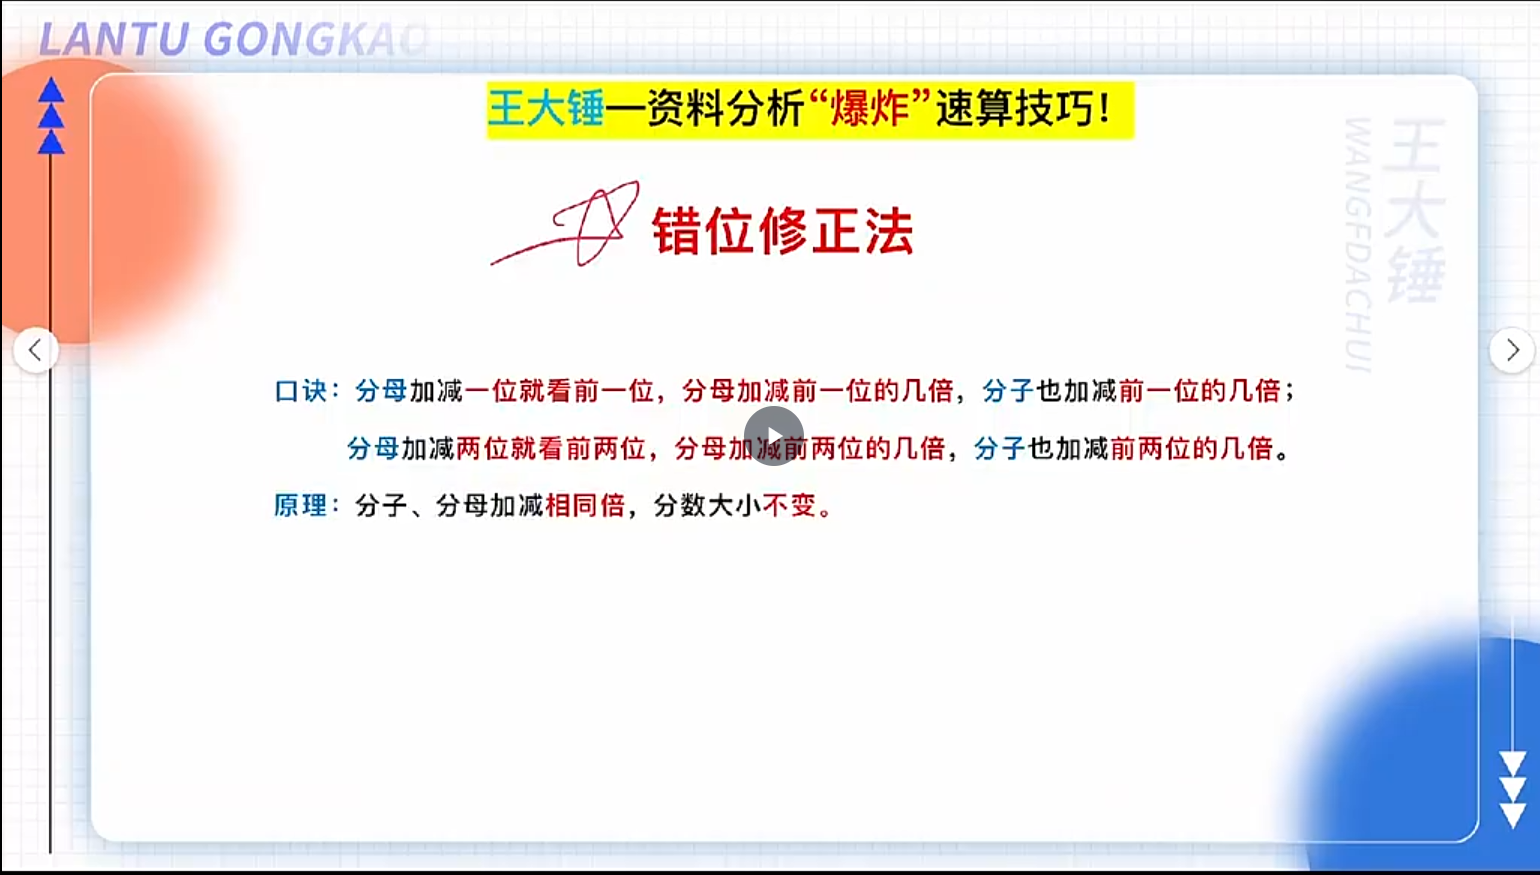 LANTU GONGKAO
王大锤—资料分析“爆炸”速算技巧！
王大锤
WANGFDACHUI
错位修正法
口诀：分母加减一位就看前一位，分母加减前一位的几倍，分子也加减前一位的几倍；
分母加减两位就看前两位，分母加减前两位的几倍，分子也加减前两位的几倍。
原理：分子、分母加减相同倍，分数大小不变。